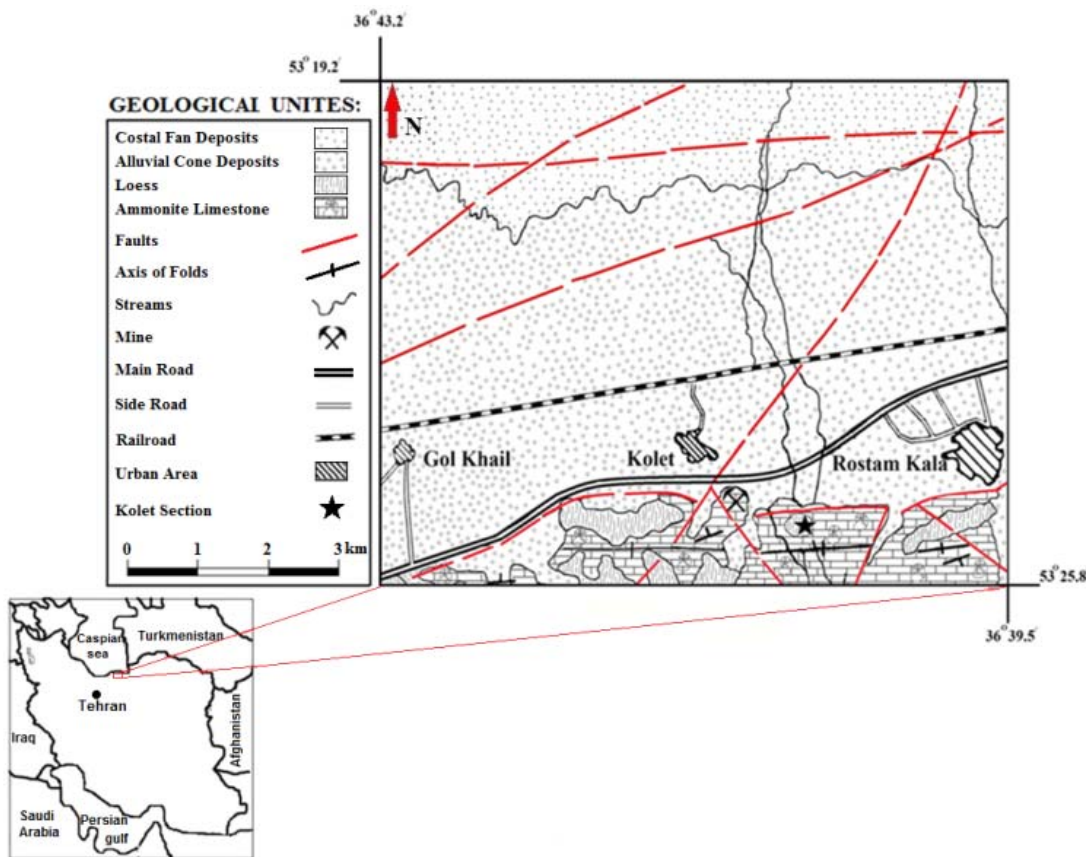 36° 43.2'
53° 19.2'
GEOLOGICAL UNITES:
N
Costal Fan Deposits
Alluvial Cone Deposits
Loess
Ammonite Limestone
Faults
Axis of Folds
Streams
Mine
Main Road
Side Road
Railroad
Urban Area
Kolet Section
0 1 2 3 km
Gol Khail
Kolet
Rostam Kala
53° 25.8
36° 39.5'
Caspian
sea
Turkmenistan
Tehran
Iraq
Afghanistan
Saudi
Arabia
Persian
gulf